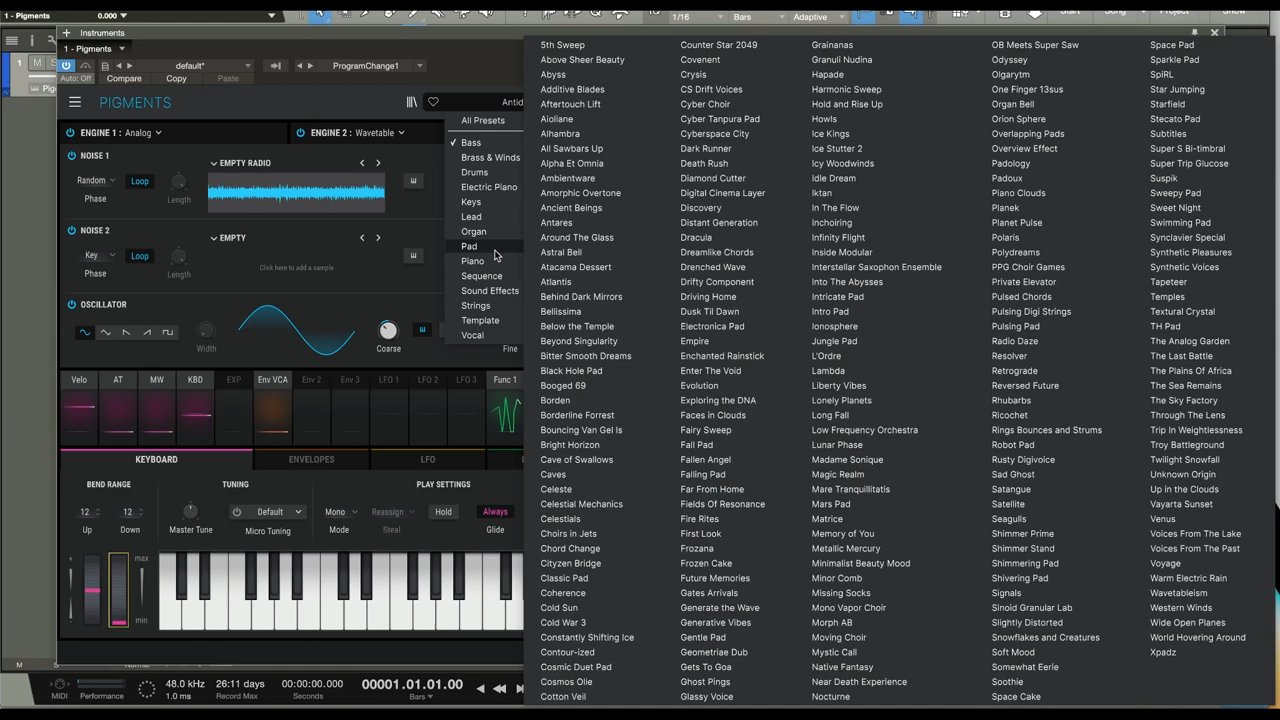 1 - Pigments
0.000
1/16
Bars
Adaptive
Start
Song
Project
Show
Instruments
1 - Pigments
default*
ProgramChange1
Auto: Off
Compare
Copy
Paste
1
M
PIGMENTS
Antid
ENGINE 1: Analog
ENGINE 2: Wavetable
NOISE 1
EMPTY RADIO
Random
Loop
Phase
Length
NOISE 2
EMPTY
Key
Loop
Phase
Length
Click here to add a sample
OSCILLATOR
Width
Coarse
Fine
All Presets
Bass
Brass & Winds
Drums
Electric Piano
Keys
Lead
Organ
Pad
Piano
Sequence
Sound Effects
Strings
Template
Vocal
Velo
AT
MW
KBD
EXP
Env VCA
Env 2
Env 3
LFO 1
LFO 2
LFO 3
Func 1
KEYBOARD
ENVELOPES
LFO
BEND RANGE
TUNING
PLAY SETTINGS
12
12
Up
Down
Master Tune
Default
Micro Tuning
Mono
Mode
Reassign
Steal
Hold
Always
Glide
max
min
M
S
MIDI
Performance
48.0 kHz
1.0 ms
26:11 days
Record Max
00:00:00.000
Seconds
00001.01.01.00
Bars
5th Sweep
Above Sheer Beauty
Abyss
Additive Blades
Aftertouch Lift
Aioliane
Alhambra
All Sawbars Up
Alpha Et Omnia
Ambientware
Amorphic Overtone
Ancient Beings
Antares
Around The Glass
Astral Bell
Atacama Dessert
Atlantis
Behind Dark Mirrors
Bellissima
Below the Temple
Beyond Singularity
Bitter Smooth Dreams
Black Hole Pad
Booged 69
Borden
Borderline Forrest
Bouncing Van Gel Is
Bright Horizon
Cave of Swallows
Caves
Celeste
Celestial Mechanics
Celestials
Choirs in Jets
Chord Change
Cityzen Bridge
Classic Pad
Coherence
Cold Sun
Cold War 3
Constantly Shifting Ice
Contour-ized
Cosmic Duet Pad
Cosmos Olie
Cotton Veil
Counter Star 2049
Covenent
Crysis
CS Drift Voices
Cyber Choir
Cyber Tanpura Pad
Cyberspace City
Dark Runner
Death Rush
Diamond Cutter
Digital Cinema Layer
Discovery
Distant Generation
Dracula
Dreamlike Chords
Drenched Wave
Drifty Component
Driving Home
Dusk Til Dawn
Electronica Pad
Empire
Enchanted Rainstick
Enter The Void
Evolution
Exploring the DNA
Faces in Clouds
Fairy Sweep
Fall Pad
Fallen Angel
Falling Pad
Far From Home
Fields Of Resonance
Fire Rites
First Look
Frozana
Frozen Cake
Future Memories
Gates Arrivals
Generate the Wave
Generative Vibes
Gentle Pad
Geometriae Dub
Gets To Goa
Ghost Pings
Glassy Voice
Grainanas
Granuli Nudina
Hapade
Harmonic Sweep
Hold and Rise Up
Howls
Ice Kings
Ice Stutter 2
Icy Woodwinds
Idle Dream
Iktan
In The Flow
Inchoiring
Infinity Flight
Inside Modular
Interstellar Saxophon Ensemble
Into The Abysses
Intricate Pad
Intro Pad
Ionosphere
Jungle Pad
L'Ordre
Lambda
Liberty Vibes
Lonely Planets
Long Fall
Low Frequency Orchestra
Lunar Phase
Madame Sonique
Magic Realm
Mare Tranquillitatis
Mars Pad
Matrice
Memory of You
Metallic Mercury
Minimalist Beauty Mood
Minor Comb
Missing Socks
Mono Vapor Choir
Morph AB
Moving Choir
Mystic Call
Native Fantasy
Near Death Experience
Nocturne
OB Meets Super Saw
Odyssey
Olgarytm
One Finger 13sus
Organ Bell
Orion Sphere
Overlapping Pads
Overview Effect
Padology
Padoux
Piano Clouds
Planek
Planet Pulse
Polaris
Polydreams
PPG Choir Games
Private Elevator
Pulsed Chords
Pulsing Digi Strings
Pulsing Pad
Radio Daze
Resolver
Retrograde
Reversed Future
Rhubarbs
Ricochet
Rings Bounces and Strums
Robot Pad
Rusty Digivoice
Sad Ghost
Satangue
Satellite
Seagulls
Shimmer Prime
Shimmer Stand
Shimmering Pad
Shivering Pad
Signals
Sinoid Granular Lab
Slightly Distorted
Snowflakes and Creatures
Soft Mood
Somewhat Eerie
Soothie
Space Cake
Space Pad
Sparkle Pad
SpiRL
Star Jumping
Starfield
Stecato Pad
Subtitles
Super S Bi-timbral
Super Trip Glucose
Suspik
Sweepy Pad
Sweet Night
Swimming Pad
Synclavier Special
Synthetic Pleasures
Synthetic Voices
Tapeteer
Temples
Textural Crystal
TH Pad
The Analog Garden
The Last Battle
The Plains Of Africa
The Sea Remains
The Sky Factory
Through The Lens
Trip In Weightlessness
Troy Battleground
Twilight Snowfall
Unknown Origin
Up in the Clouds
Vayarta Sunset
Venus
Voices From The Lake
Voices From The Past
Voyage
Warm Electric Rain
Wavetableism
Western Winds
Wide Open Planes
World Hovering Around
Xpadz